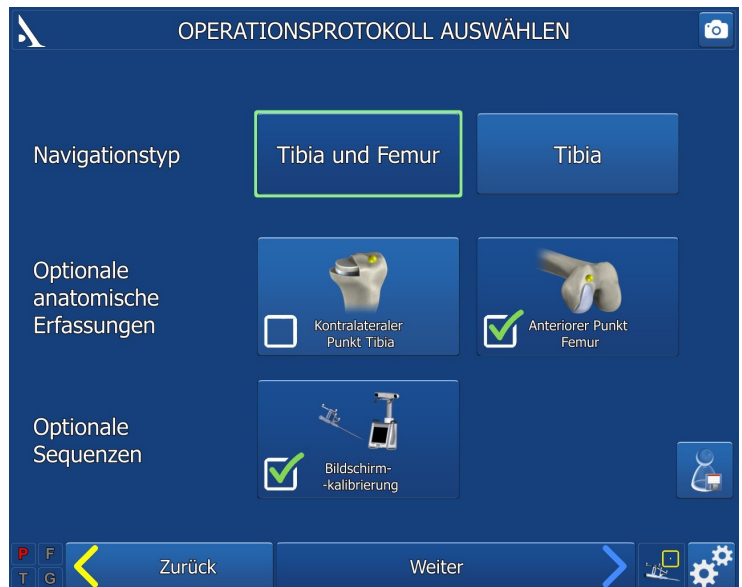 OPERATIONSPROTOKOLL AUSWÄHLEN
Navigationstyp
Tibia und Femur
Tibia
Optionale
anatomische
Erfassungen
Kontralateraler
Punkt Tibia
Anteriorer Punkt
Femur
Optionale
Sequenzen
Bildschirm-
-kalibrierung
P F
T G
Zurück
Weiter